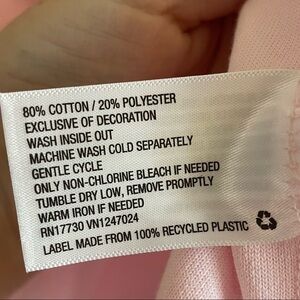 80% COTTON / 20% POLYESTER
EXCLUSIVE OF DECORATION
WASH INSIDE OUT
MACHINE WASH COLD SEPARATELY
GENTLE CYCLE
ONLY NON-CHLORINE BLEACH IF NEEDED
TUMBLE DRY LOW, REMOVE PROMPTLY
WARM IRON IF NEEDED
RN17730 VN1247024
LABEL MADE FROM 100% RECYCLED PLASTIC